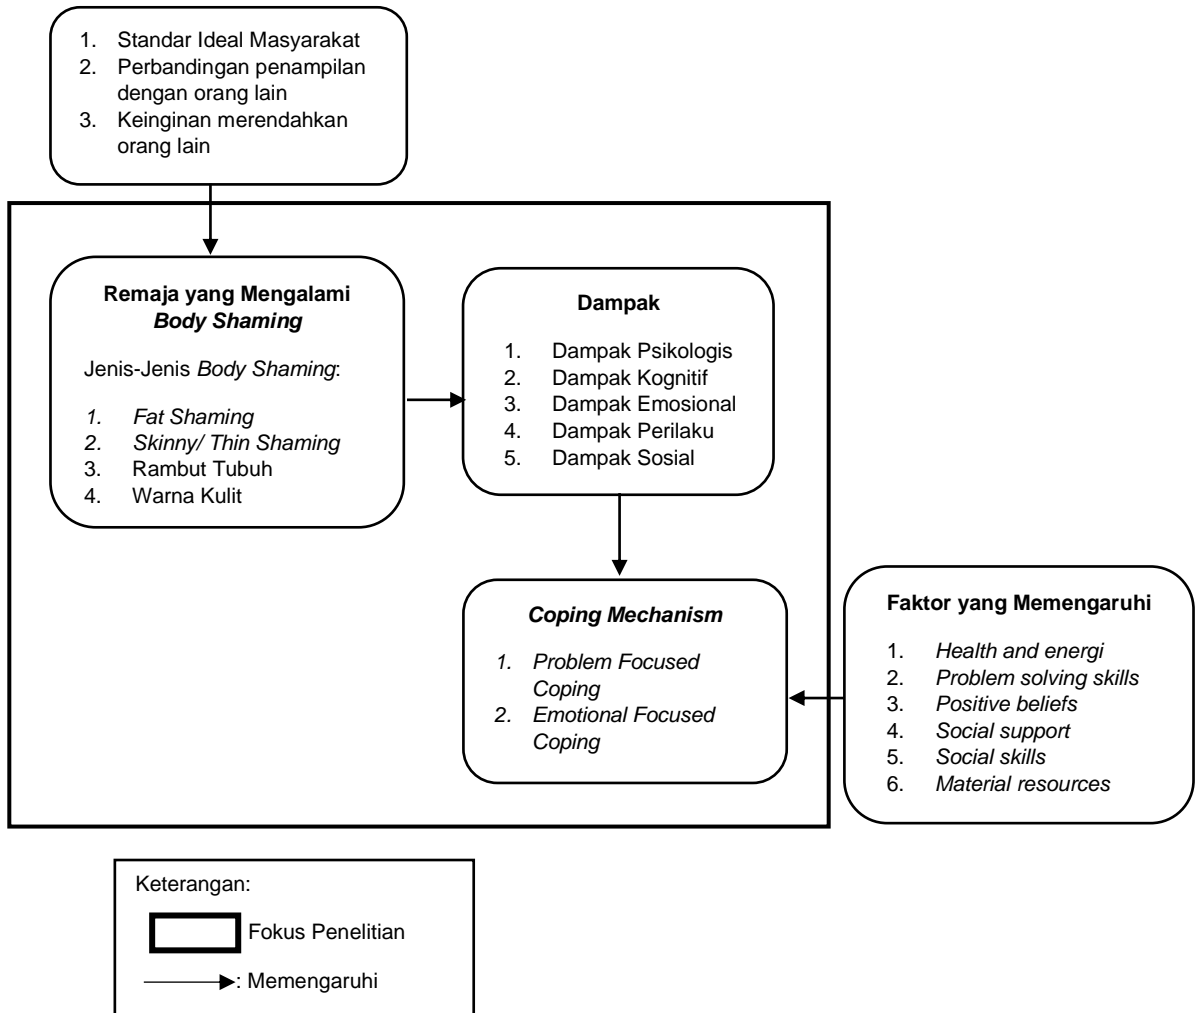 1. Standar Ideal Masyarakat
2. Perbandingan penampilan
dengan orang lain
3. Keinginan merendahkan
orang lain
Remaja yang Mengalami
Body Shaming
Jenis-Jenis Body Shaming:
1. Fat Shaming
2. Skinny/ Thin Shaming
3. Rambut Tubuh
4. Warna Kulit
Dampak
1. Dampak Psikologis
2. Dampak Kognitif
3. Dampak Emosional
4. Dampak Perilaku
5. Dampak Sosial
Coping Mechanism
1. Problem Focused
Coping
2. Emotional Focused
Coping
Faktor yang Memengaruhi
1. Health and energi
2. Problem solving skills
3. Positive beliefs
4. Social support
5. Social skills
6. Material resources
Keterangan:
Fokus Penelitian
: Memengaruhi